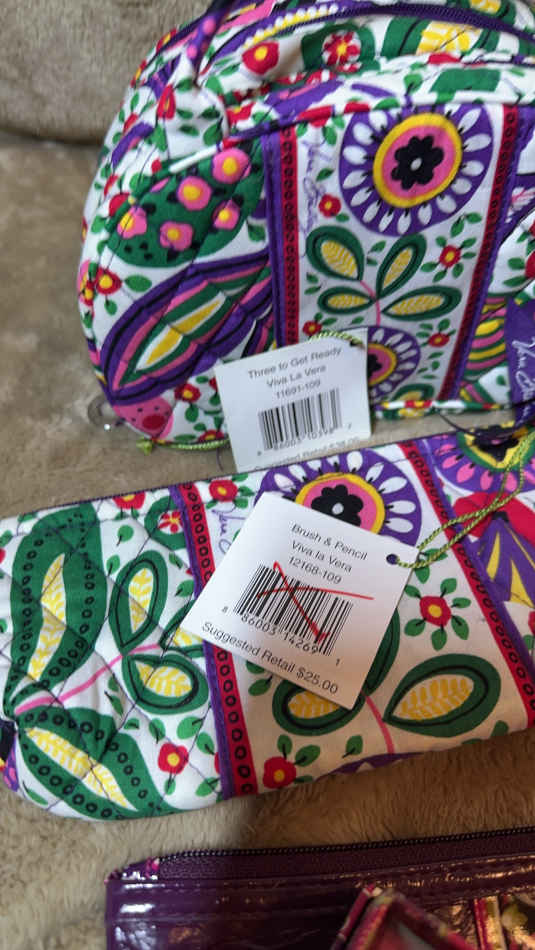 Three to Get Ready
Viva La Vera
11691-109
Brush & Pencil
Viva la Vera
12168-109
8 86003 14269 1
Suggested Retail $25.00
Vera